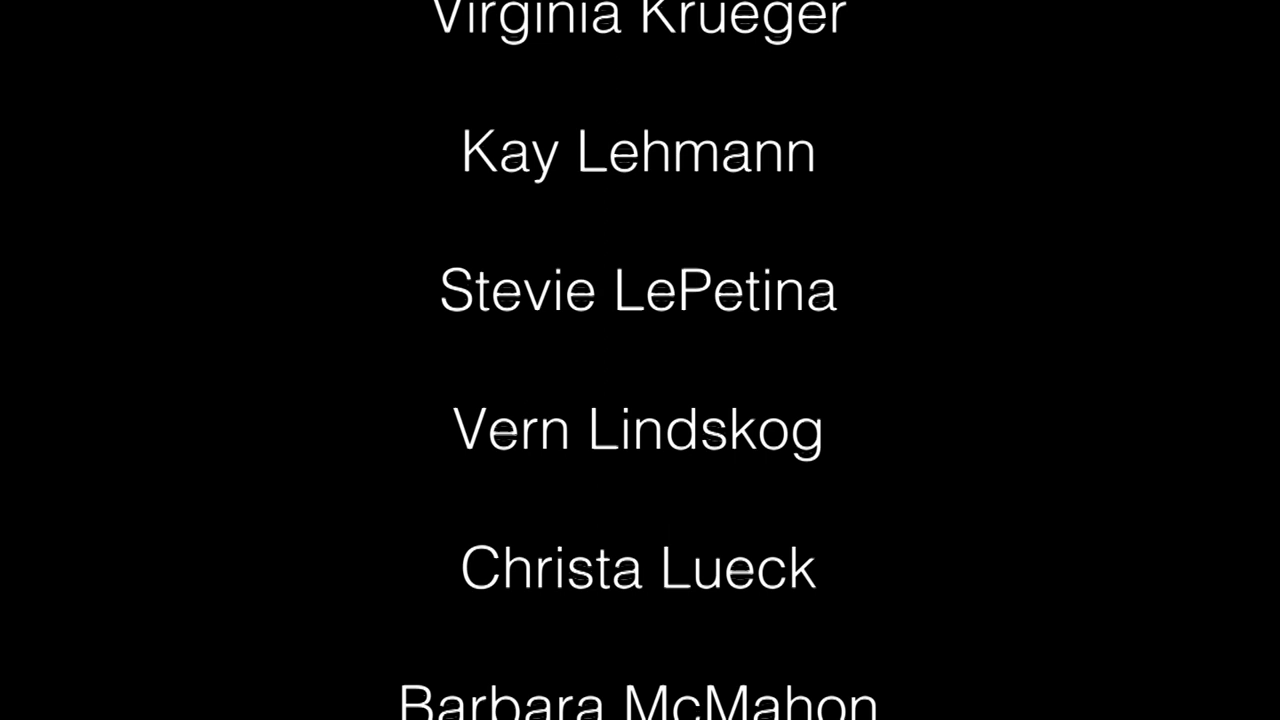 Virginia Krueger
Kay Lehmann
Stevie LePetina
Vern Lindskog
Christa Lueck
Barbara McMahon